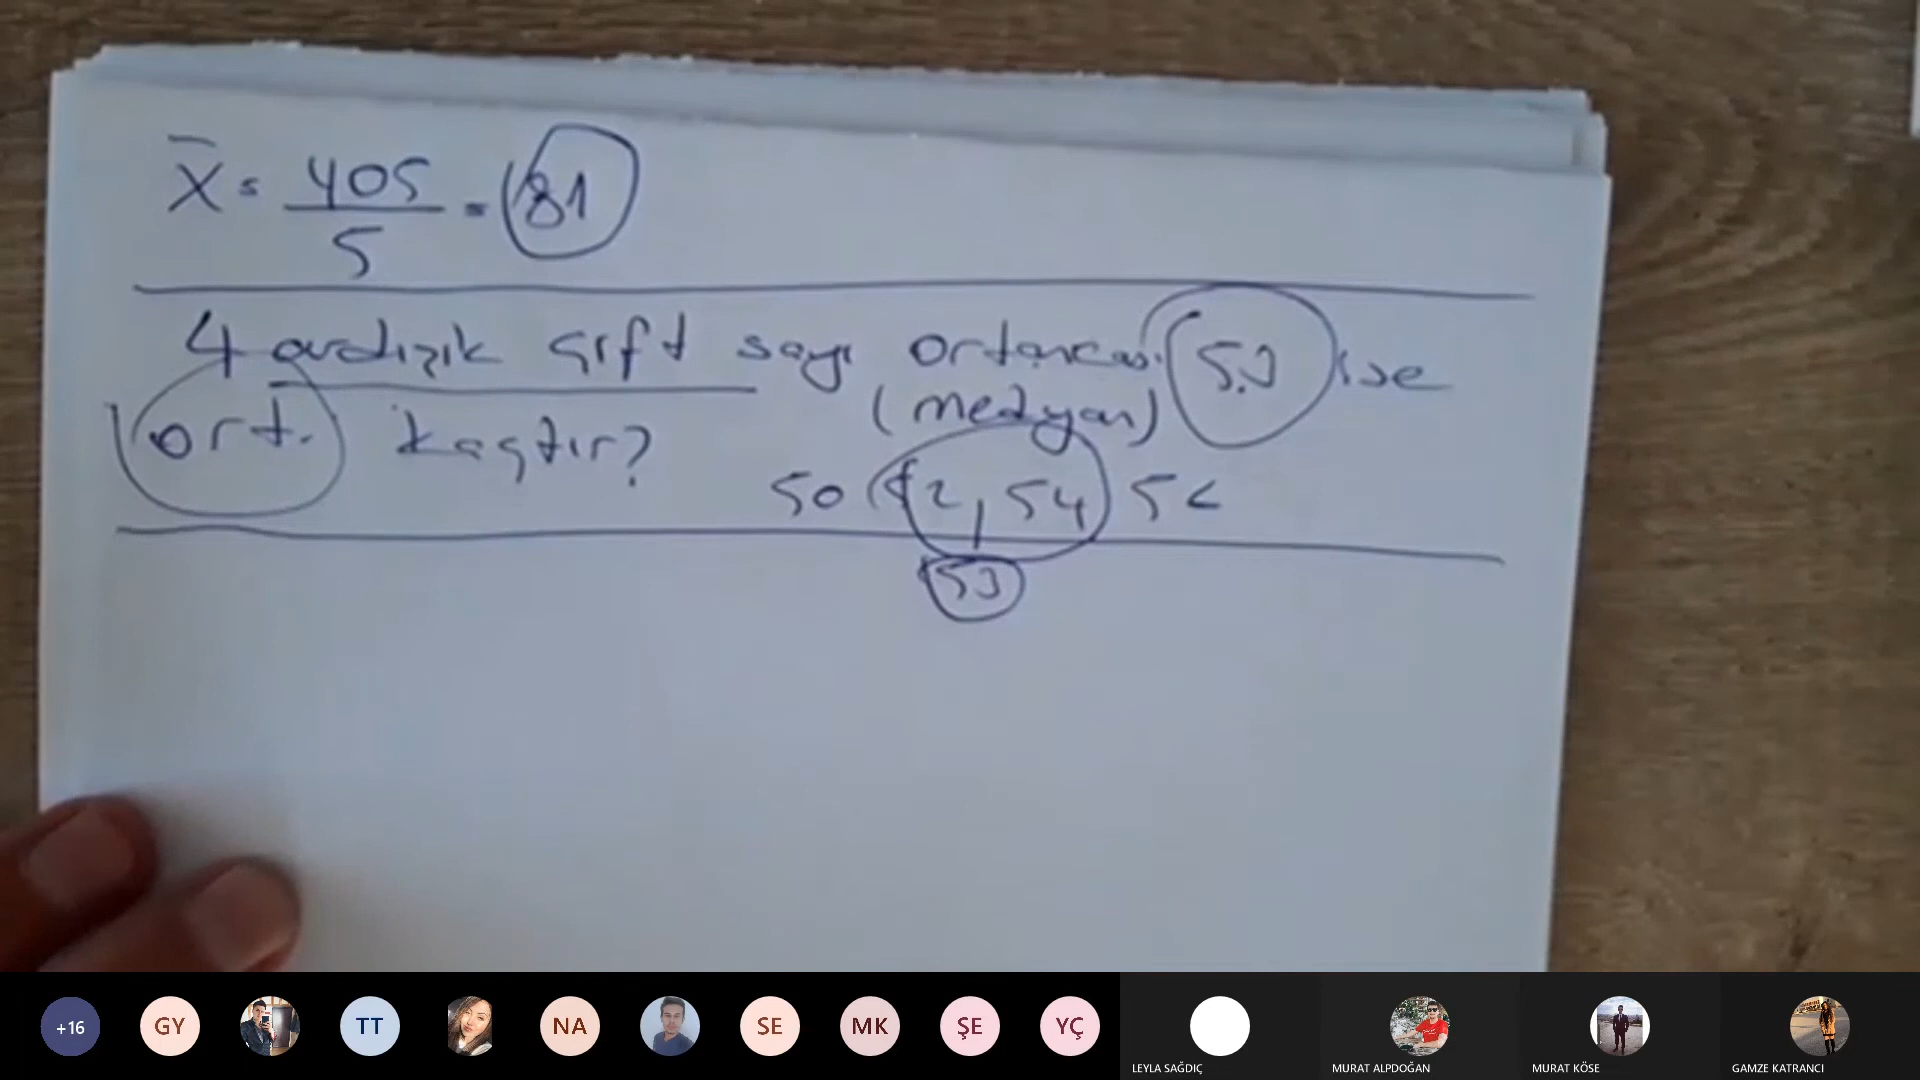 x̄ = 405/5 = 81
4 ardışık çift sayı ortancası 53 ise
(medyan)
ort. kaçtır?
50 52, 54 56
53
+16 GY TT NA SE MK ŞE YÇ
LEYLA SAĞDIÇ MURAT ALPDOĞAN MURAT KÖSE GAMZE KATRANCI